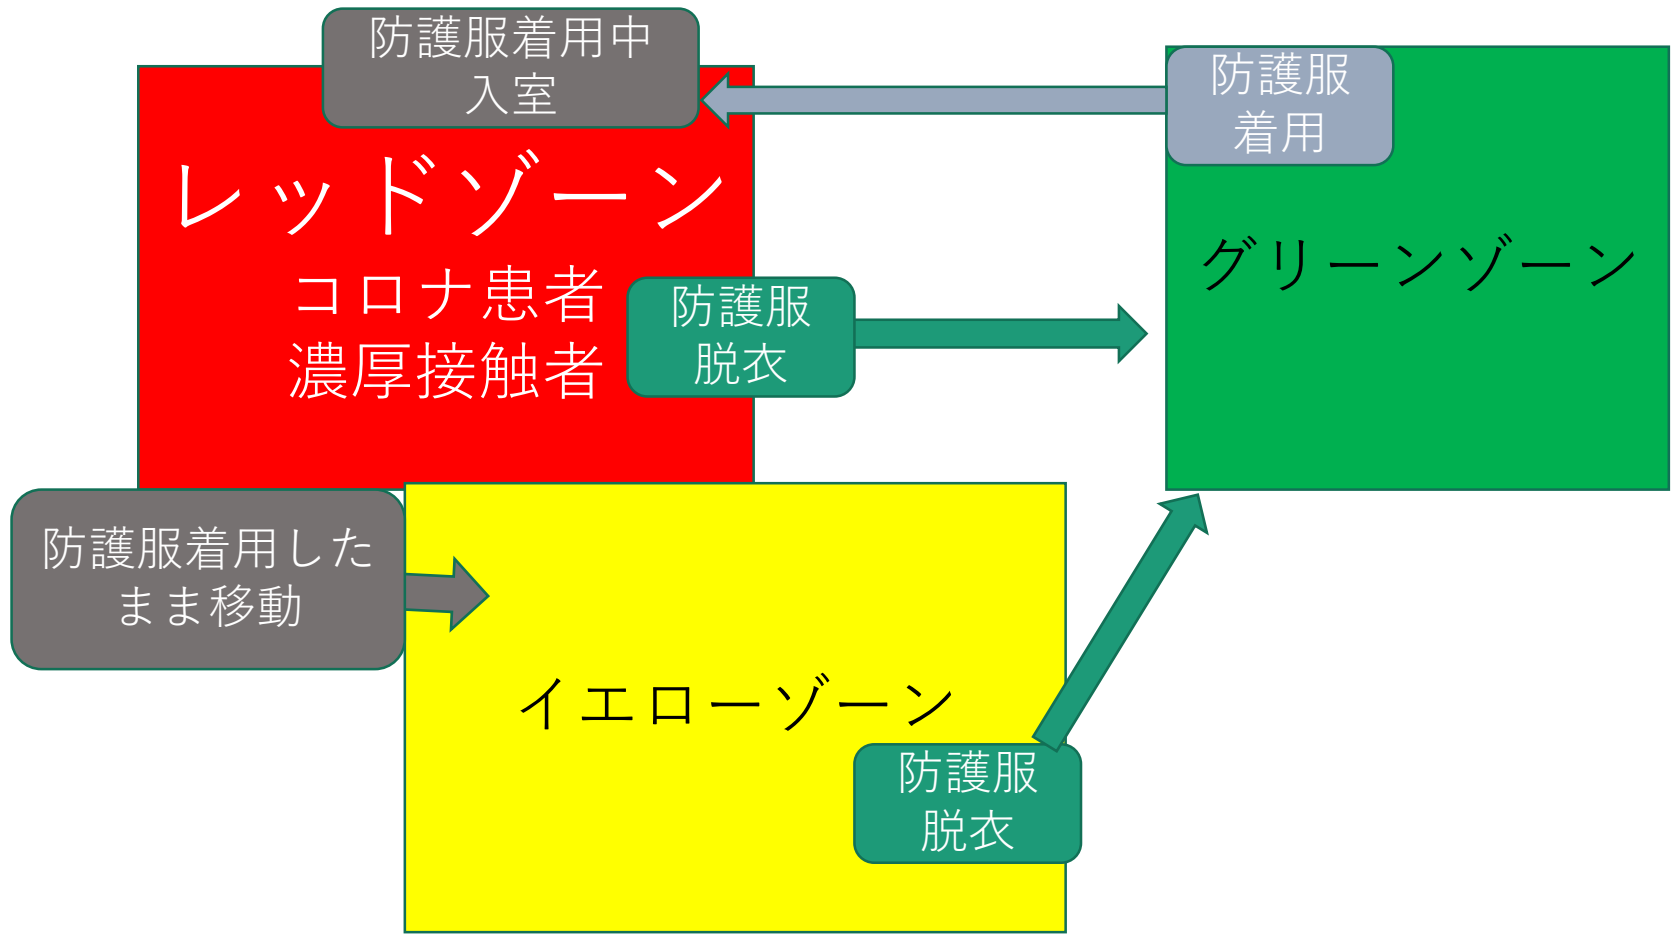 防護服着用中
入室
防護服
着用
レッドゾーン
コロナ患者
濃厚接触者
防護服
脱衣
グリーンゾーン
防護服着用した
まま移動
イエローゾーン
防護服
脱衣